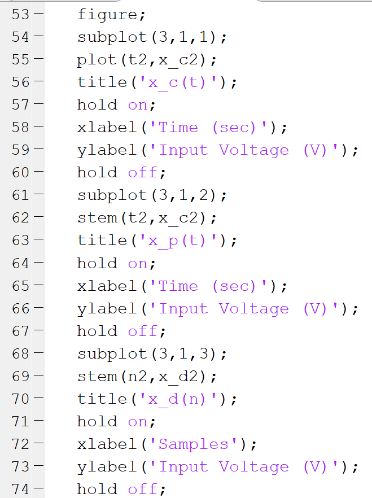 53 - figure;
54 - subplot(3,1,1);
55 - plot(t2,x_c2);
56 - title('x_c(t)');
57 - hold on;
58 - xlabel('Time (sec)');
59 - ylabel('Input Voltage (V)');
60 - hold off;
61 - subplot(3,1,2);
62 - stem(t2,x_c2);
63 - title('x_p(t)');
64 - hold on;
65 - xlabel('Time (sec)');
66 - ylabel('Input Voltage (V)');
67 - hold off;
68 - subplot(3,1,3);
69 - stem(n2,x_d2);
70 - title('x_d(n)');
71 - hold on;
72 - xlabel('Samples');
73 - ylabel('Input Voltage (V)');
74 - hold off;